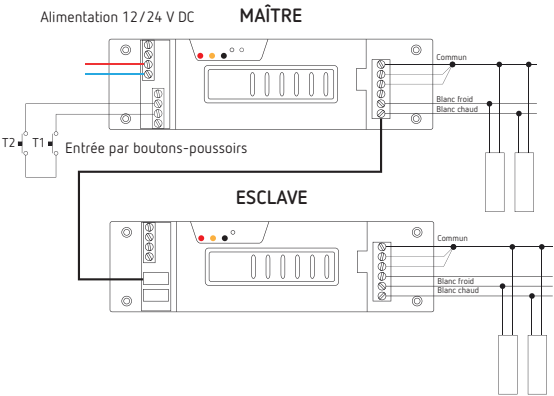 Alimentation 12/24 V DC
MAÎTRE
Commun
Blanc froid
Blanc chaud
T2
T1
Entrée par boutons-poussoirs
ESCLAVE
Commun
Blanc froid
Blanc chaud